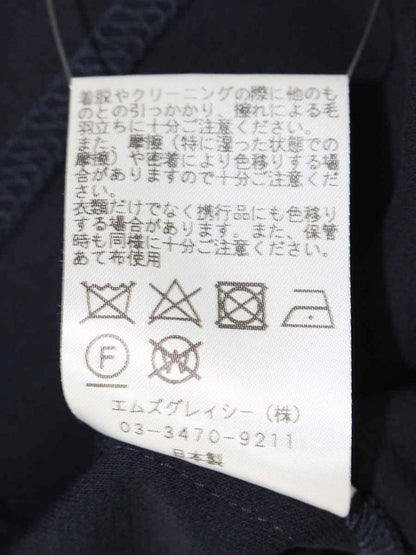 着脱やクリーニングの際に他のも
のとの引っかかり、擦れによる毛
羽立ちに十分ご注意ください。
また、摩擦（特に湿った状態での
摩擦）や密着により色移りする場
合がありますので十分ご注意くだ
さい。
衣類だけでなく携行品にも色移り
する場合があります。また、保管
時も同様に十分ご注意ください。
あて布使用
F
W
エムズグレイシー（株）
03-3470-9211
日本製